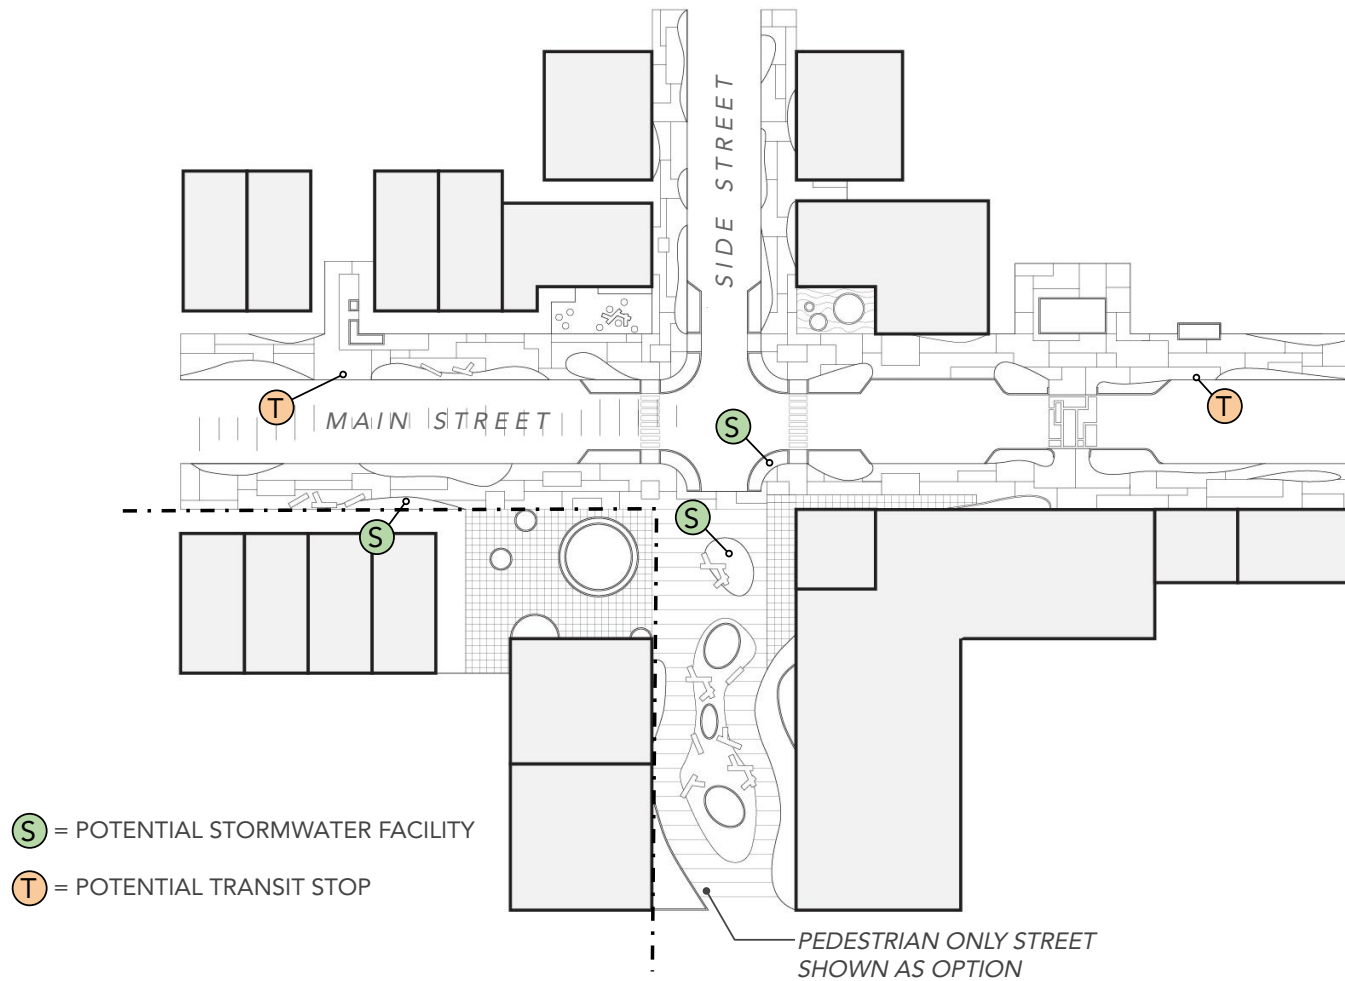 SIDE STREET
T
MAIN STREET
S
T
S
S
S = POTENTIAL STORMWATER FACILITY
T = POTENTIAL TRANSIT STOP
PEDESTRIAN ONLY STREET
SHOWN AS OPTION